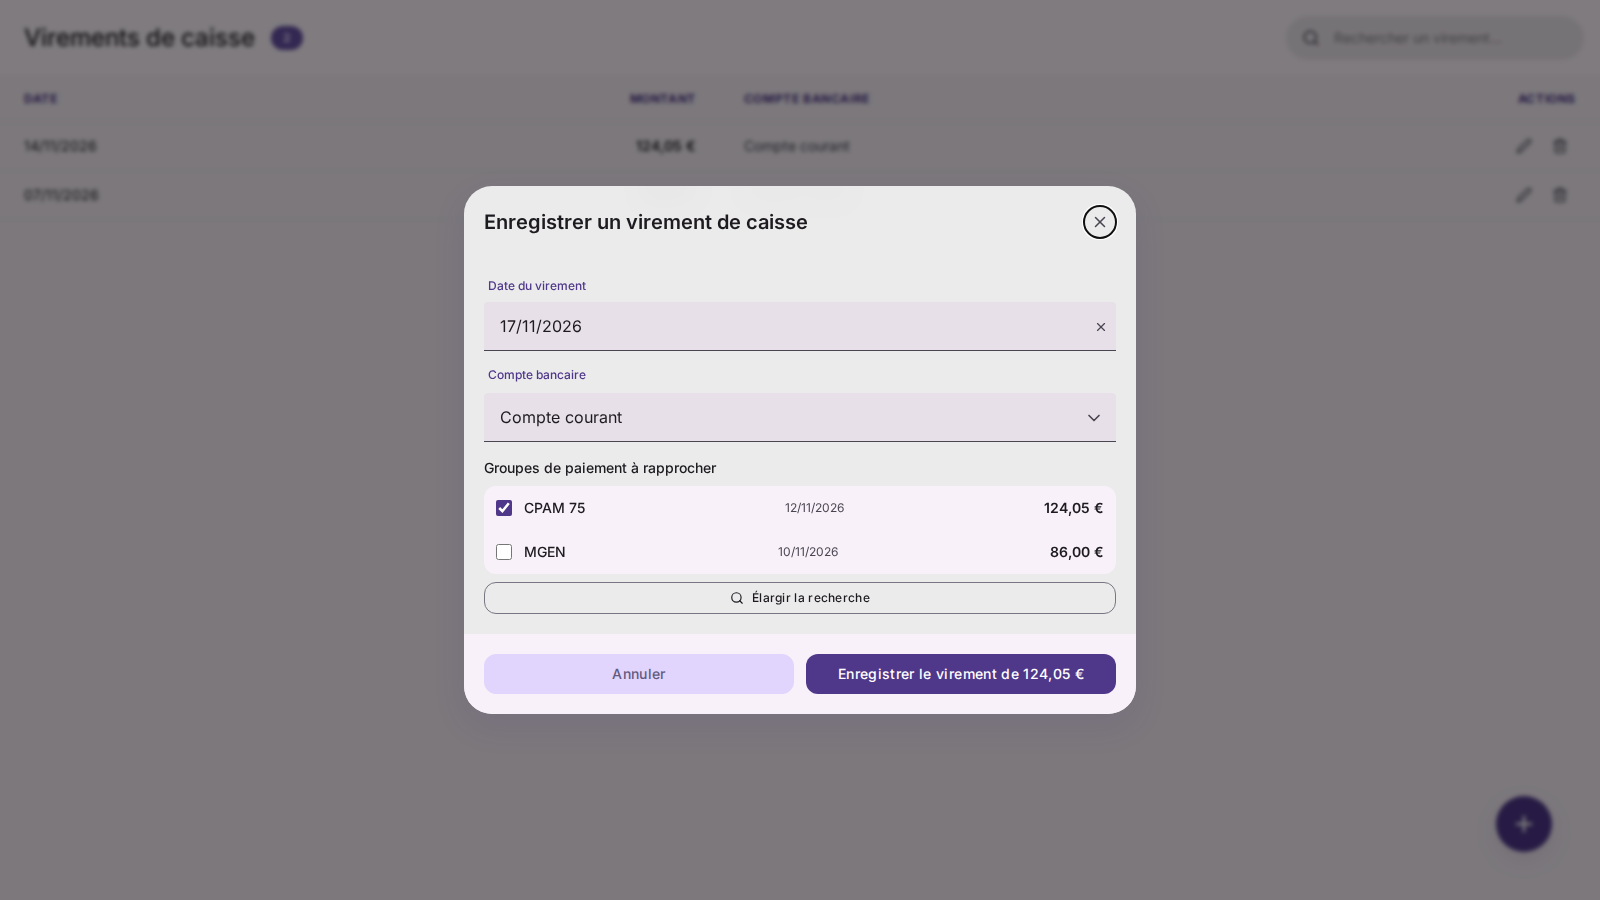 Virements de caisse
Rechercher un virement...
DATE MONTANT COMPTE BANCAIRE ACTIONS
14/11/2026 124,05 € Compte courant
07/11/2026
Enregistrer un virement de caisse
Date du virement
17/11/2026
Compte bancaire
Compte courant
Groupes de paiement à rapprocher
CPAM 75 12/11/2026 124,05 €
MGEN 10/11/2026 86,00 €
Élargir la recherche
Annuler
Enregistrer le virement de 124,05 €